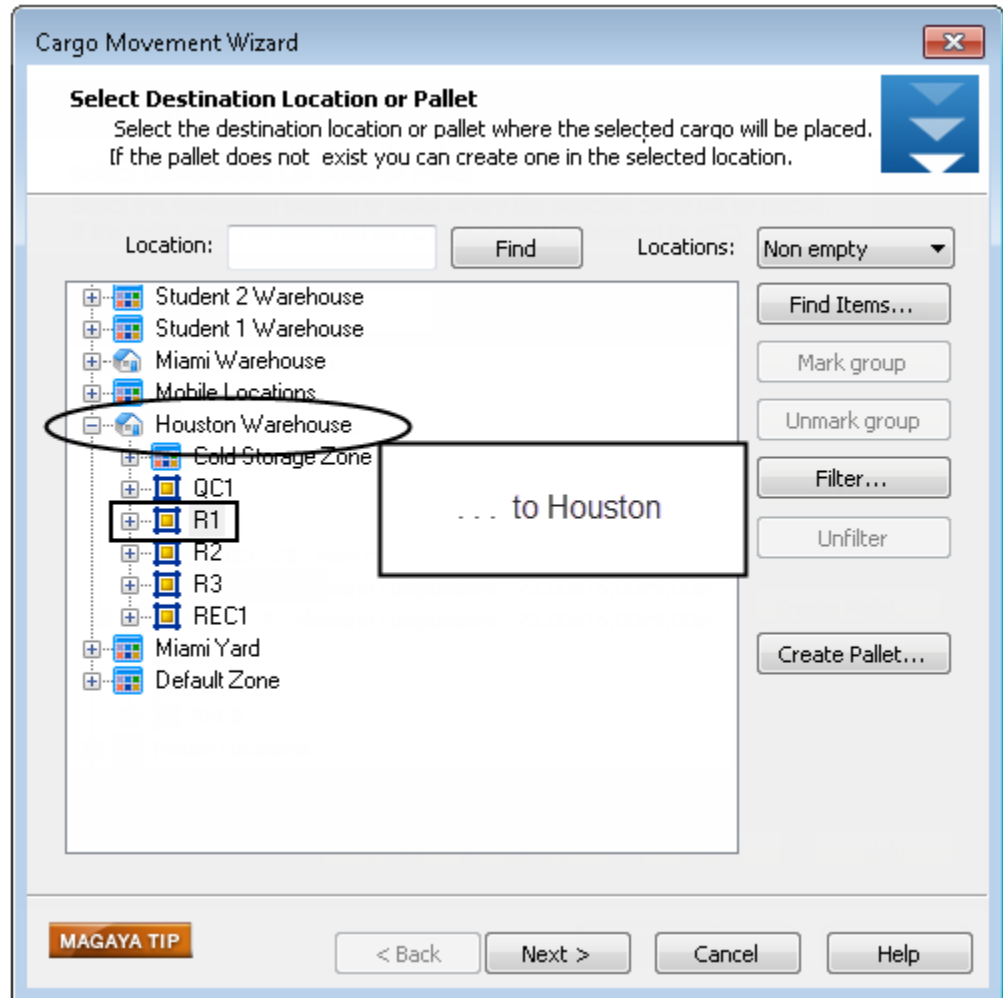 Cargo Movement Wizard
Select Destination Location or Pallet
Select the destination location or pallet where the selected cargo will be placed.
If the pallet does not exist you can create one in the selected location.
Location:
Find
Locations:
Non empty
Student 2 Warehouse
Find Items...
Student 1 Warehouse
Miami Warehouse
Mark group
Mobile Locations
Houston Warehouse
Unmark group
Cold Storage Zone
QC1
Filter...
R1
... to Houston
R2
Unfilter
R3
REC1
Miami Yard
Create Pallet...
Default Zone
MAGAYA TIP
< Back
Next >
Cancel
Help